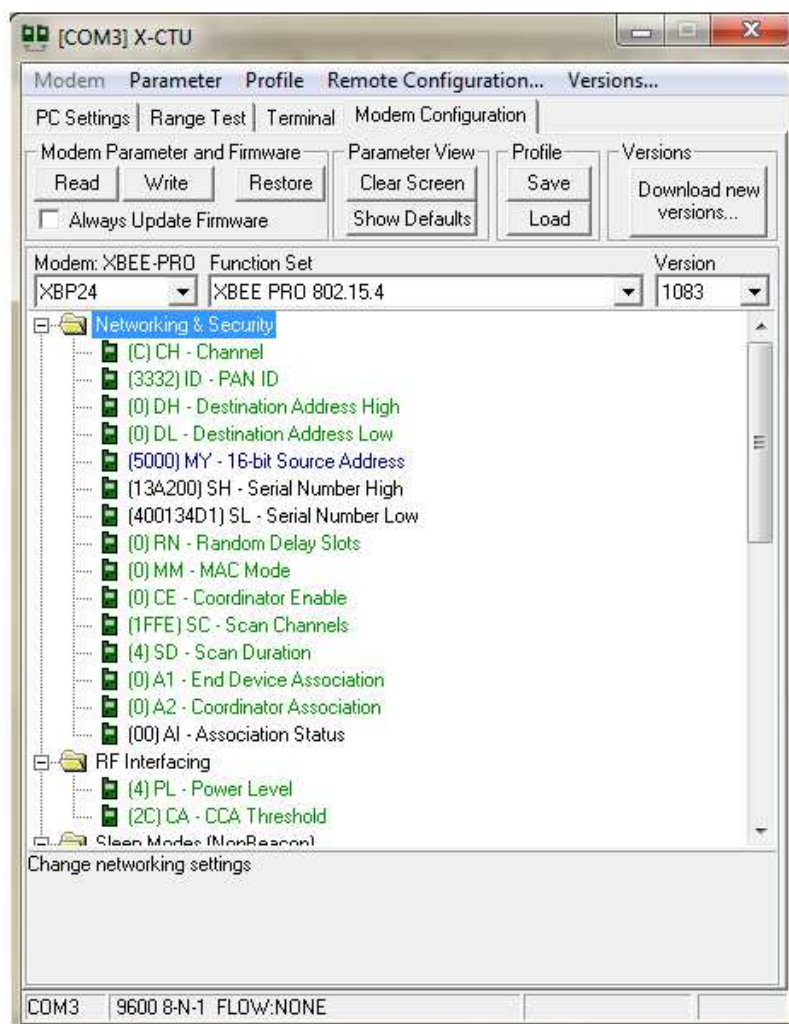 [COM3] X-CTU
Modem Parameter Profile Remote Configuration... Versions...
PC Settings Range Test Terminal Modem Configuration
Modem Parameter and Firmware Parameter View Profile Versions
Read Write Restore Clear Screen Save Download new versions...
Always Update Firmware Show Defaults Load
Modem: XBEE-PRO Function Set Version
XBP24 XBEE PRO 802.15.4 1083
Networking & Security
(C) CH - Channel
(3332) ID - PAN ID
(0) DH - Destination Address High
(0) DL - Destination Address Low
(5000) MY - 16-bit Source Address
(13A200) SH - Serial Number High
(400134D1) SL - Serial Number Low
(0) RN - Random Delay Slots
(0) MM - MAC Mode
(0) CE - Coordinator Enable
(1FFE) SC - Scan Channels
(4) SD - Scan Duration
(0) A1 - End Device Association
(0) A2 - Coordinator Association
(00) AI - Association Status
RF Interfacing
(4) PL - Power Level
(2C) CA - CCA Threshold
Sleep Modes (NonBeacon)
Change networking settings
COM3 9600 8-N-1 FLOW:NONE